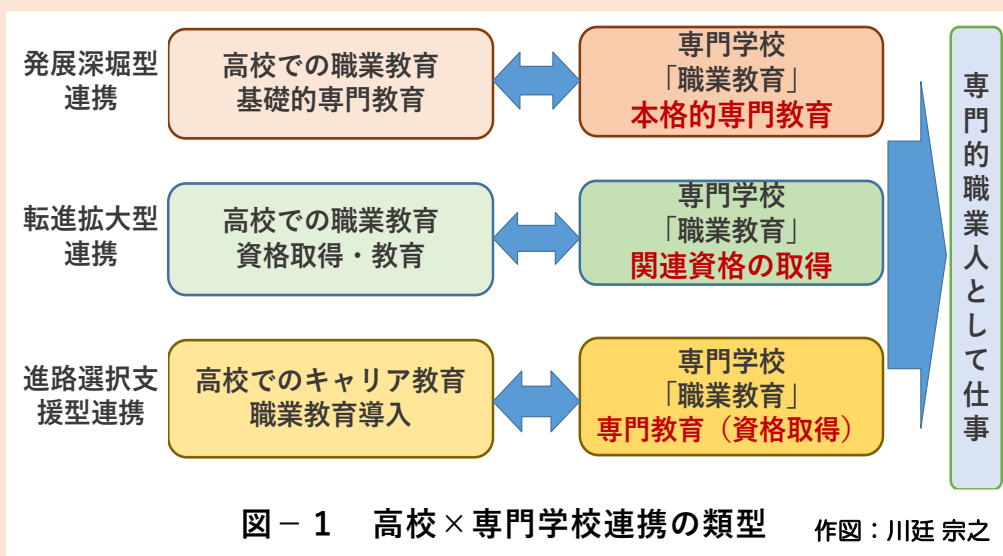 発展深堀型
連携
高校での職業教育
基礎的専門教育
専門学校
「職業教育」
本格的専門教育
転進拡大型
連携
高校での職業教育
資格取得・教育
専門学校
「職業教育」
関連資格の取得
進路選択支
援型連携
高校でのキャリア教育
職業教育導入
専門学校
「職業教育」
専門教育（資格取得）
専門的職業人として仕事
図－１　高校×専門学校連携の類型
作図：川廷 宗之